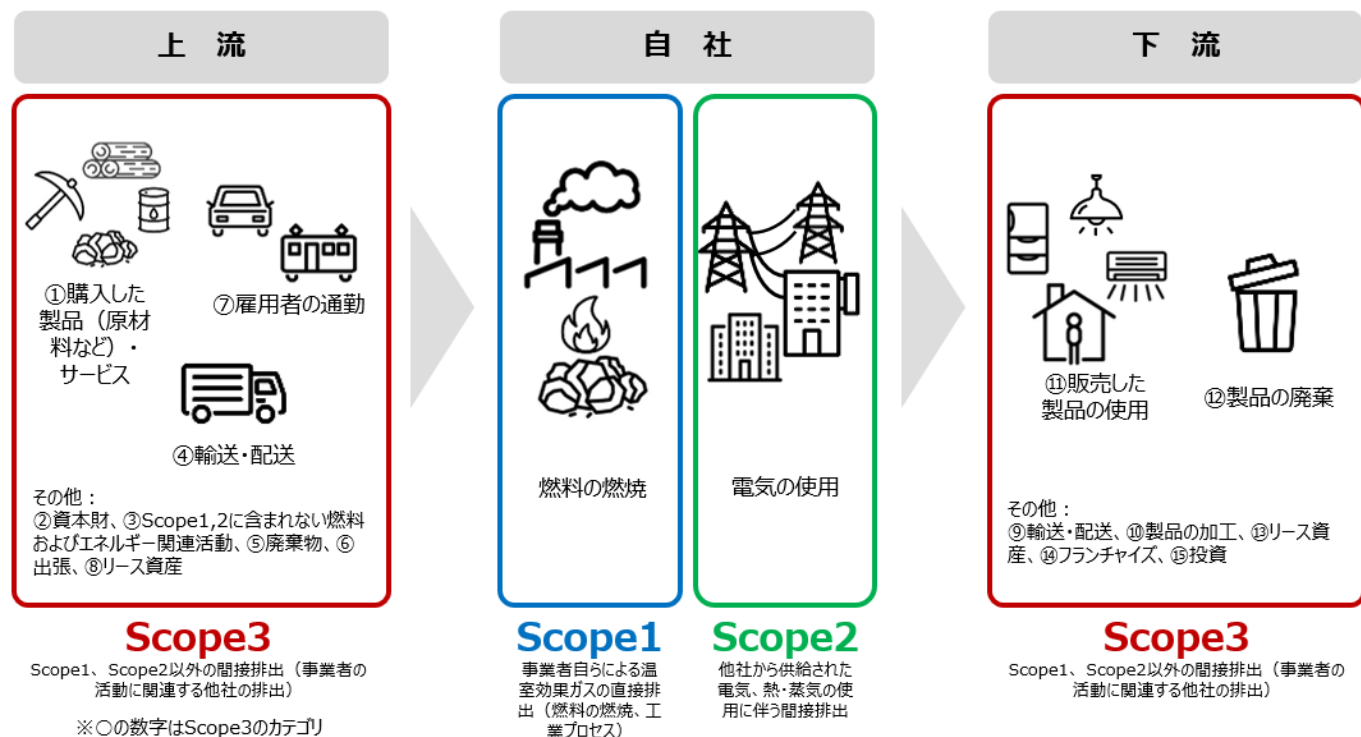 上 流
自 社
下 流
①購入した
製品（原材
料など）・
サービス
⑦雇用者の通勤
④輸送・配送
その他：
②資本財、③Scope1,2に含まれない燃料
およびエネルギー関連活動、⑤廃棄物、⑥
出張、⑧リース資産
燃料の燃焼
電気の使用
⑪販売した
製品の使用
⑫製品の廃棄
その他：
⑨輸送・配送、⑩製品の加工、⑬リース資
産、⑭フランチャイズ、⑮投資
Scope3
Scope1、Scope2以外の間接排出（事業者の
活動に関連する他社の排出）
※○の数字はScope3のカテゴリ
Scope1
事業者自らによる温
室効果ガスの直接排
出（燃料の燃焼、工
業プロセス）
Scope2
他社から供給された
電気、熱・蒸気の使
用に伴う間接排出
Scope3
Scope1、Scope2以外の間接排出（事業者の
活動に関連する他社の排出）